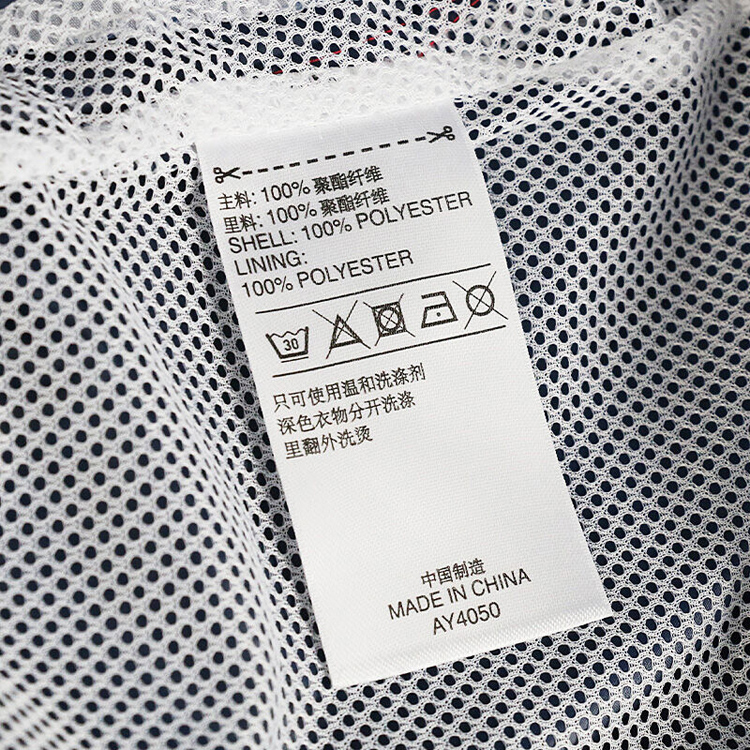 主料: 100% 聚酯纤维
里料: 100% 聚酯纤维
SHELL: 100% POLYESTER
LINING:
100% POLYESTER
30
只可使用温和洗涤剂
深色衣物分开洗涤
里翻外洗烫
中国制造
MADE IN CHINA
AY4050